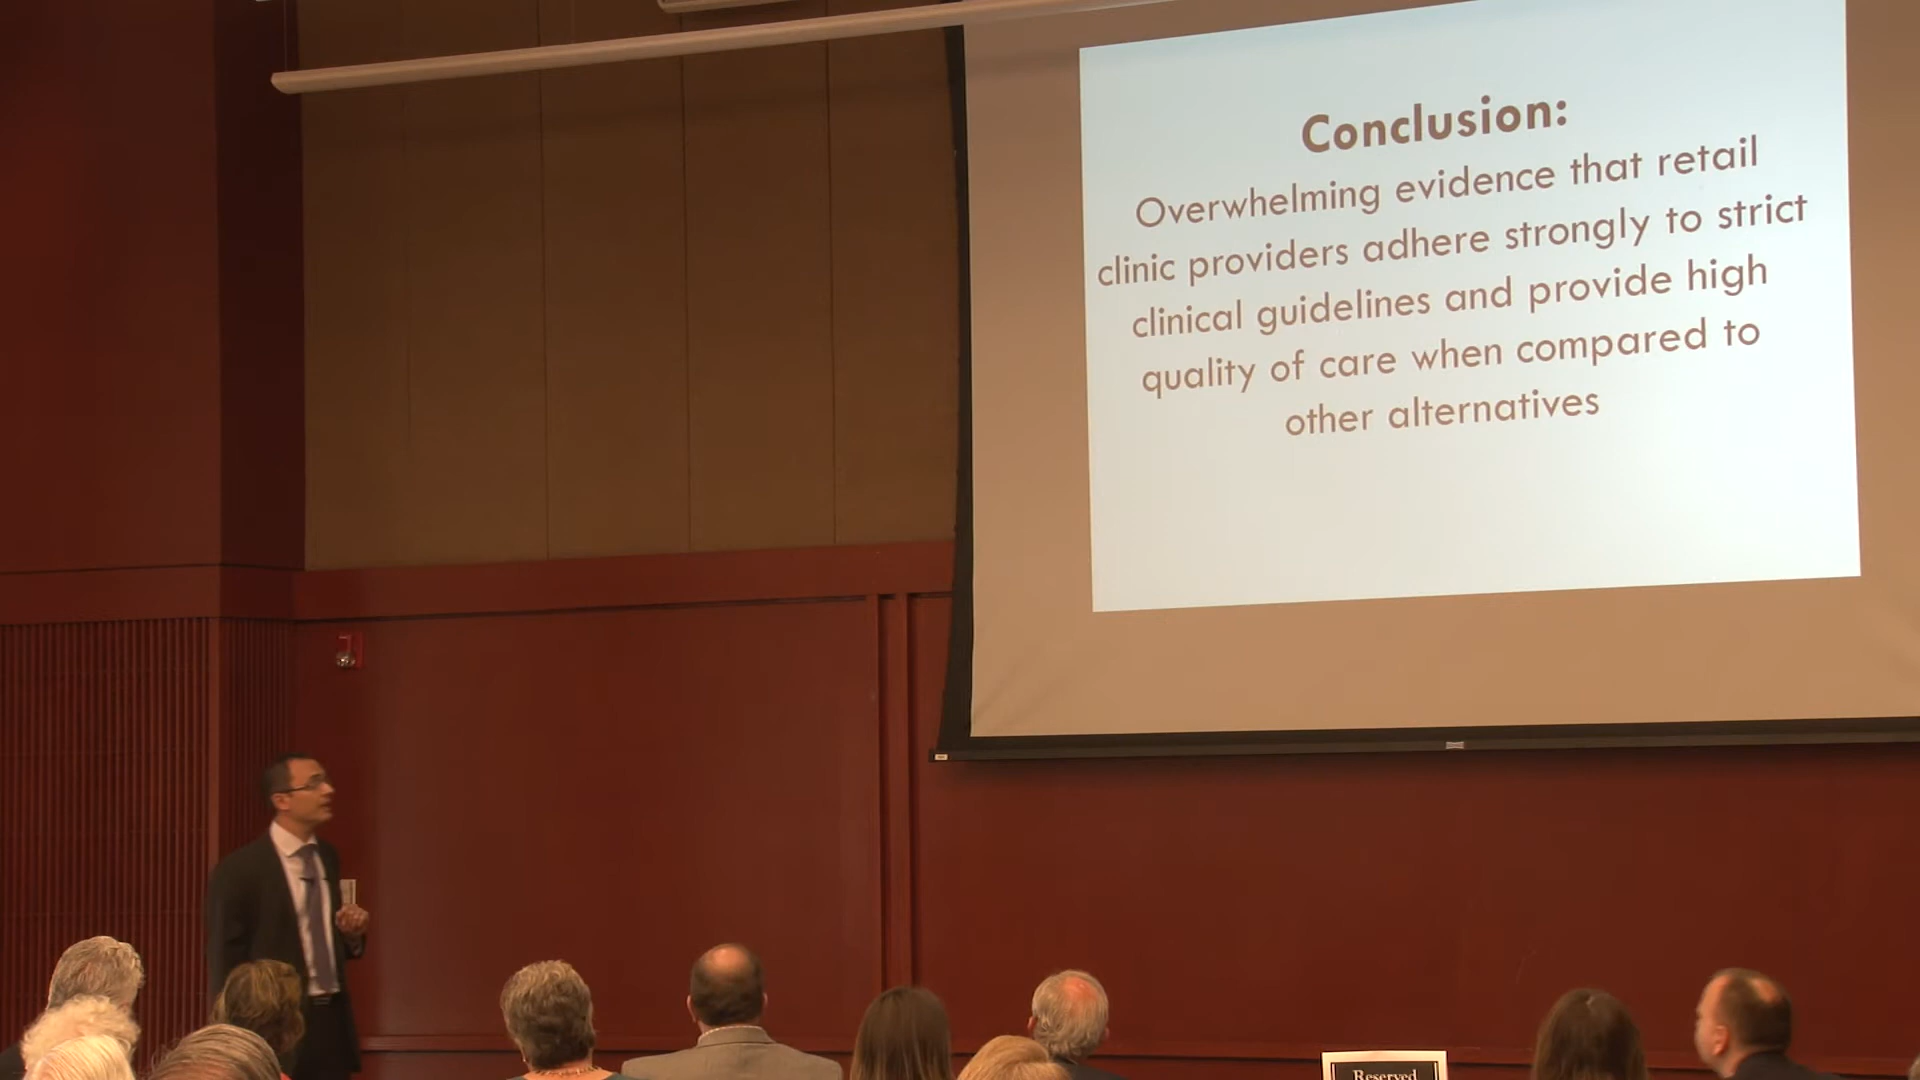 Conclusion:
Overwhelming evidence that retail
clinic providers adhere strongly to strict
clinical guidelines and provide high
quality of care when compared to
other alternatives
Reserved